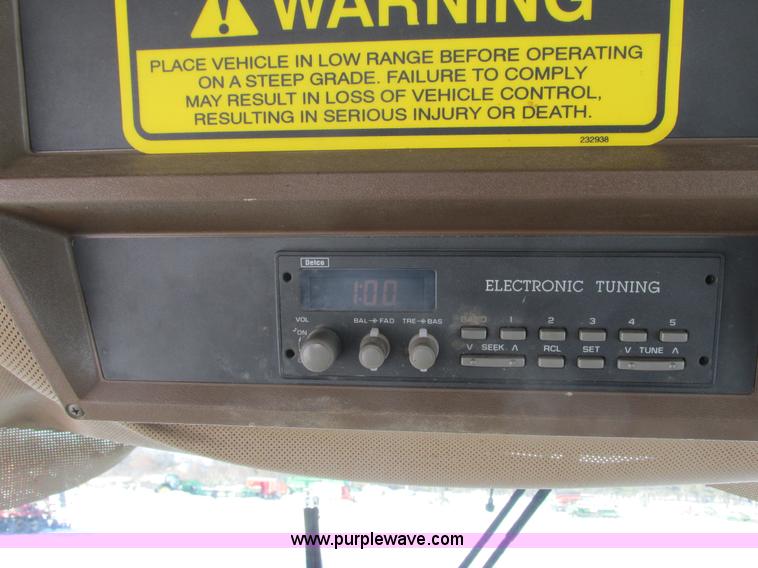 WARNING
PLACE VEHICLE IN LOW RANGE BEFORE OPERATING
ON A STEEP GRADE. FAILURE TO COMPLY
MAY RESULT IN LOSS OF VEHICLE CONTROL,
RESULTING IN SERIOUS INJURY OR DEATH.
232938
Delco
1:00
ELECTRONIC TUNING
VOL BAL FAD TRE BAS BAND 1 2 3 4 5
ON V SEEK Λ RCL SET V TUNE Λ
www.purplewave.com